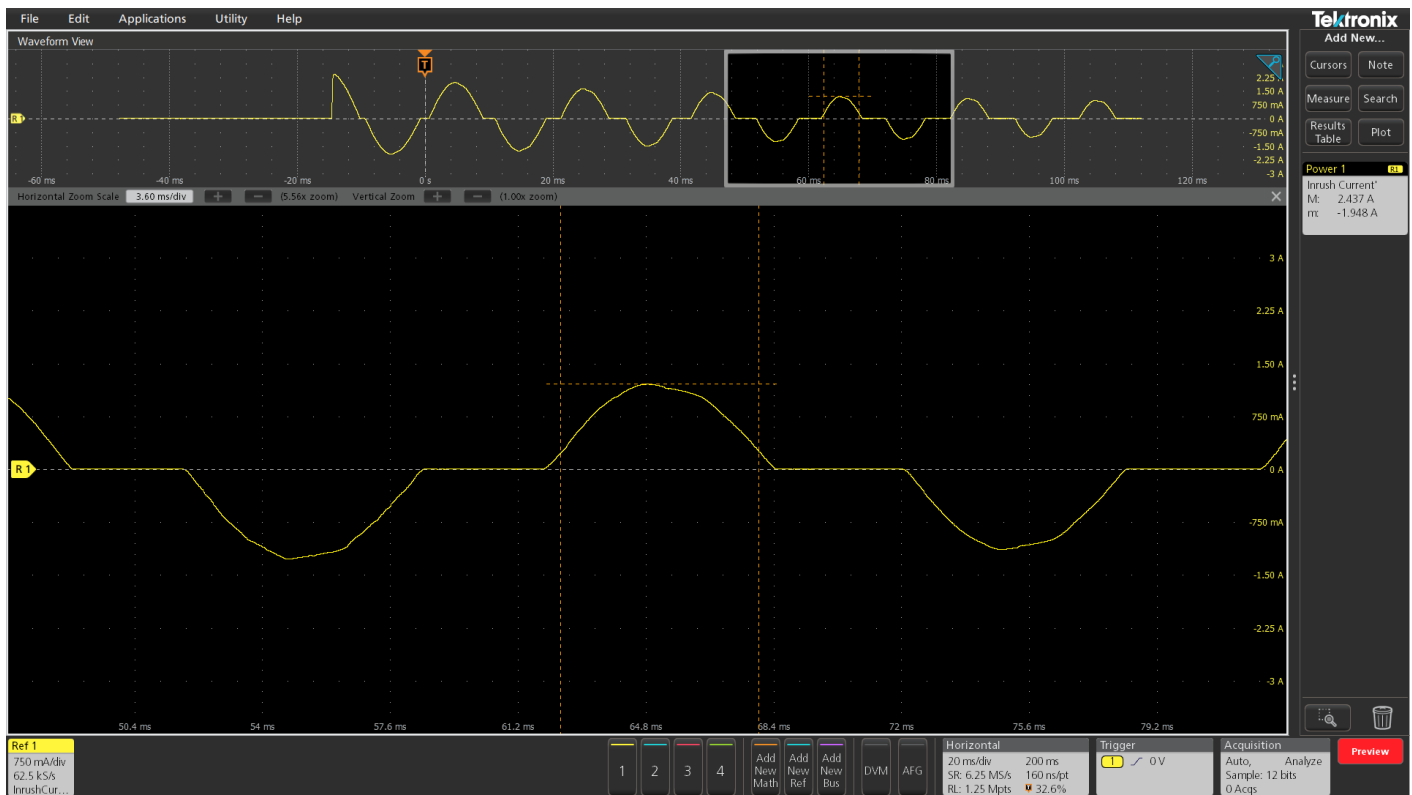 File Edit Applications Utility Help
Tektronix
Waveform View
Add New...
Cursors Note
Measure Search
Results Table Plot
T
R 1
1.50 A
750 mA
0 A
-750 mA
-1.50 A
-2.25 A
-3 A
-60 ms -40 ms -20 ms 0 s 20 ms 40 ms 60 ms 80 ms 100 ms 120 ms
Horizontal Zoom Scale 3.60 ms/div + − (5.56x zoom) Vertical Zoom + − (1.00x zoom)
Power 1 R1
Inrush Current'
M: 2.437 A
m: -1.948 A
3 A
2.25 A
1.50 A
750 mA
R 1
0 A
-750 mA
-1.50 A
-2.25 A
-3 A
50.4 ms 54 ms 57.6 ms 61.2 ms 64.8 ms 68.4 ms 72 ms 75.6 ms 79.2 ms
Ref 1
750 mA/div
62.5 kS/s
InrushCur...
1 2 3 4
Add New Math
Add New Ref
Add New Bus
DVM AFG
Horizontal
20 ms/div 200 ms
SR: 6.25 MS/s 160 ns/pt
RL: 1.25 Mpts 32.6%
Trigger
1 0 V
Acquisition
Auto, Analyze
Sample: 12 bits
0 Acqs
Preview